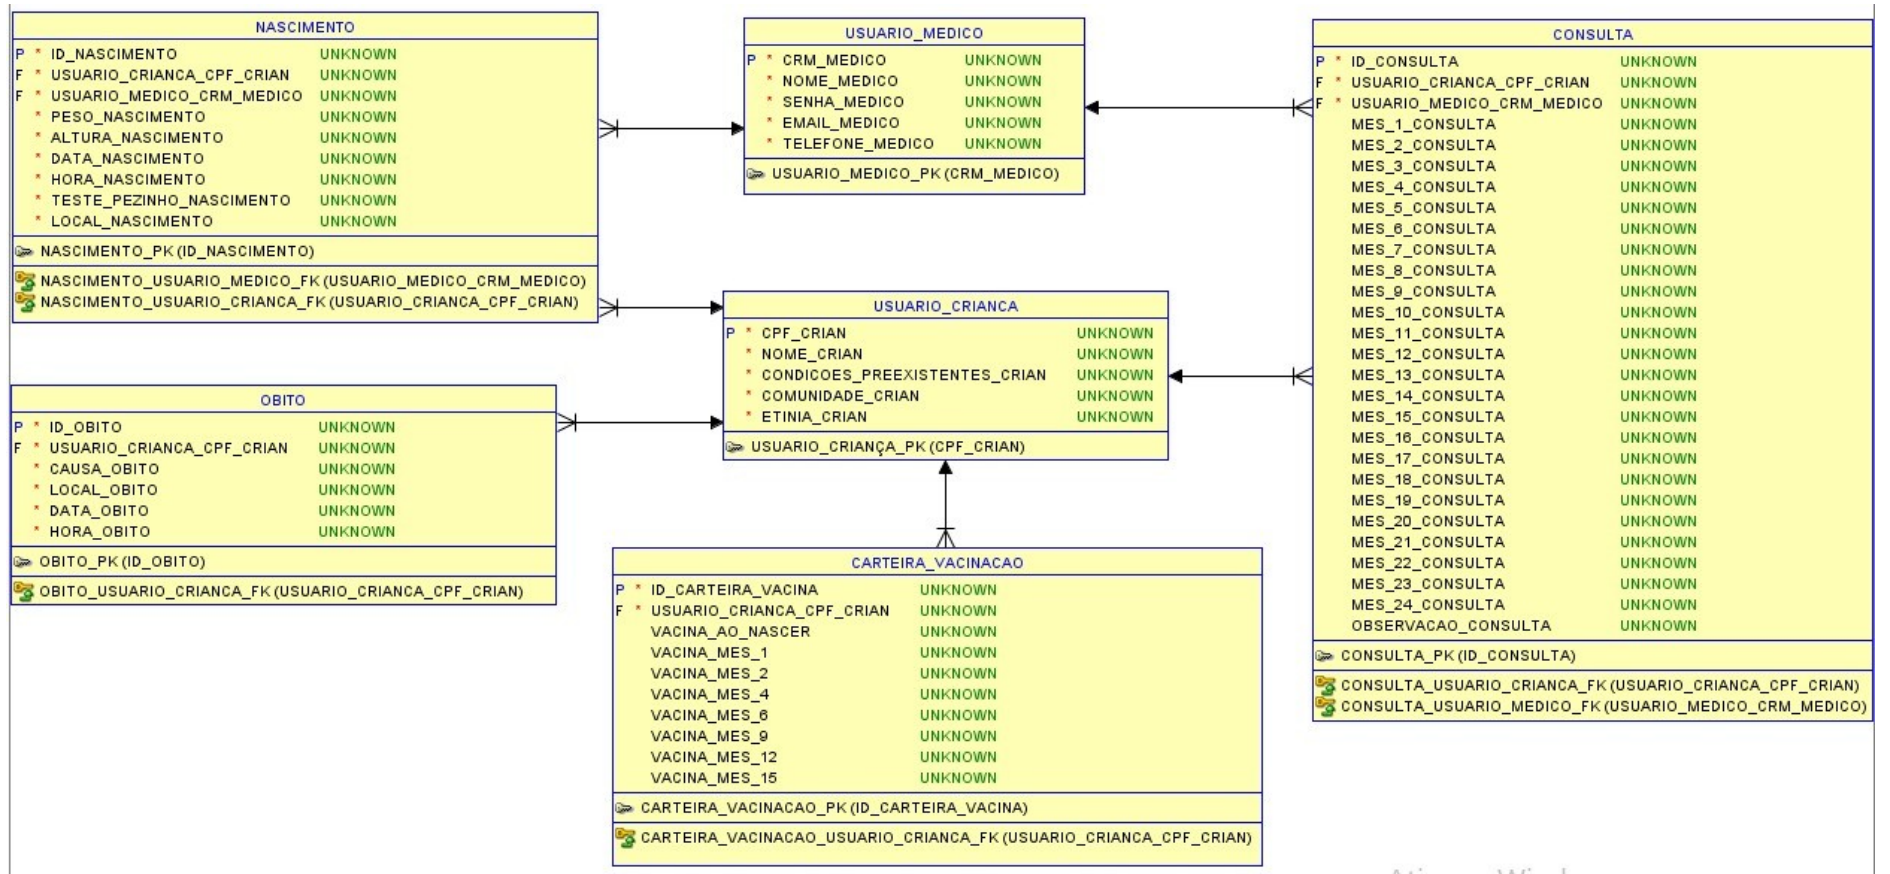 NASCIMENTO
P * ID_NASCIMENTO UNKNOWN
F * USUARIO_CRIANCA_CPF_CRIAN UNKNOWN
F * USUARIO_MEDICO_CRM_MEDICO UNKNOWN
* PESO_NASCIMENTO UNKNOWN
* ALTURA_NASCIMENTO UNKNOWN
* DATA_NASCIMENTO UNKNOWN
* HORA_NASCIMENTO UNKNOWN
* TESTE_PEZINHO_NASCIMENTO UNKNOWN
* LOCAL_NASCIMENTO UNKNOWN
NASCIMENTO_PK (ID_NASCIMENTO)
NASCIMENTO_USUARIO_MEDICO_FK (USUARIO_MEDICO_CRM_MEDICO)
NASCIMENTO_USUARIO_CRIANCA_FK (USUARIO_CRIANCA_CPF_CRIAN)
USUARIO_MEDICO
P * CRM_MEDICO UNKNOWN
* NOME_MEDICO UNKNOWN
* SENHA_MEDICO UNKNOWN
* EMAIL_MEDICO UNKNOWN
* TELEFONE_MEDICO UNKNOWN
USUARIO_MEDICO_PK (CRM_MEDICO)
CONSULTA
P * ID_CONSULTA UNKNOWN
F * USUARIO_CRIANCA_CPF_CRIAN UNKNOWN
F * USUARIO_MEDICO_CRM_MEDICO UNKNOWN
MES_1_CONSULTA UNKNOWN
MES_2_CONSULTA UNKNOWN
MES_3_CONSULTA UNKNOWN
MES_4_CONSULTA UNKNOWN
MES_5_CONSULTA UNKNOWN
MES_6_CONSULTA UNKNOWN
MES_7_CONSULTA UNKNOWN
MES_8_CONSULTA UNKNOWN
MES_9_CONSULTA UNKNOWN
MES_10_CONSULTA UNKNOWN
MES_11_CONSULTA UNKNOWN
MES_12_CONSULTA UNKNOWN
MES_13_CONSULTA UNKNOWN
MES_14_CONSULTA UNKNOWN
MES_15_CONSULTA UNKNOWN
MES_16_CONSULTA UNKNOWN
MES_17_CONSULTA UNKNOWN
MES_18_CONSULTA UNKNOWN
MES_19_CONSULTA UNKNOWN
MES_20_CONSULTA UNKNOWN
MES_21_CONSULTA UNKNOWN
MES_22_CONSULTA UNKNOWN
MES_23_CONSULTA UNKNOWN
MES_24_CONSULTA UNKNOWN
OBSERVACAO_CONSULTA UNKNOWN
CONSULTA_PK (ID_CONSULTA)
CONSULTA_USUARIO_CRIANCA_FK (USUARIO_CRIANCA_CPF_CRIAN)
CONSULTA_USUARIO_MEDICO_FK (USUARIO_MEDICO_CRM_MEDICO)
USUARIO_CRIANCA
P * CPF_CRIAN UNKNOWN
* NOME_CRIAN UNKNOWN
* CONDICOES_PREEXISTENTES_CRIAN UNKNOWN
* COMUNIDADE_CRIAN UNKNOWN
* ETINIA_CRIAN UNKNOWN
USUARIO_CRIANÇA_PK (CPF_CRIAN)
OBITO
P * ID_OBITO UNKNOWN
F * USUARIO_CRIANCA_CPF_CRIAN UNKNOWN
* CAUSA_OBITO UNKNOWN
* LOCAL_OBITO UNKNOWN
* DATA_OBITO UNKNOWN
* HORA_OBITO UNKNOWN
OBITO_PK (ID_OBITO)
OBITO_USUARIO_CRIANCA_FK (USUARIO_CRIANCA_CPF_CRIAN)
CARTEIRA_VACINACAO
P * ID_CARTEIRA_VACINA UNKNOWN
F * USUARIO_CRIANCA_CPF_CRIAN UNKNOWN
VACINA_AO_NASCER UNKNOWN
VACINA_MES_1 UNKNOWN
VACINA_MES_2 UNKNOWN
VACINA_MES_4 UNKNOWN
VACINA_MES_6 UNKNOWN
VACINA_MES_9 UNKNOWN
VACINA_MES_12 UNKNOWN
VACINA_MES_15 UNKNOWN
CARTEIRA_VACINACAO_PK (ID_CARTEIRA_VACINA)
CARTEIRA_VACINACAO_USUARIO_CRIANCA_FK (USUARIO_CRIANCA_CPF_CRIAN)